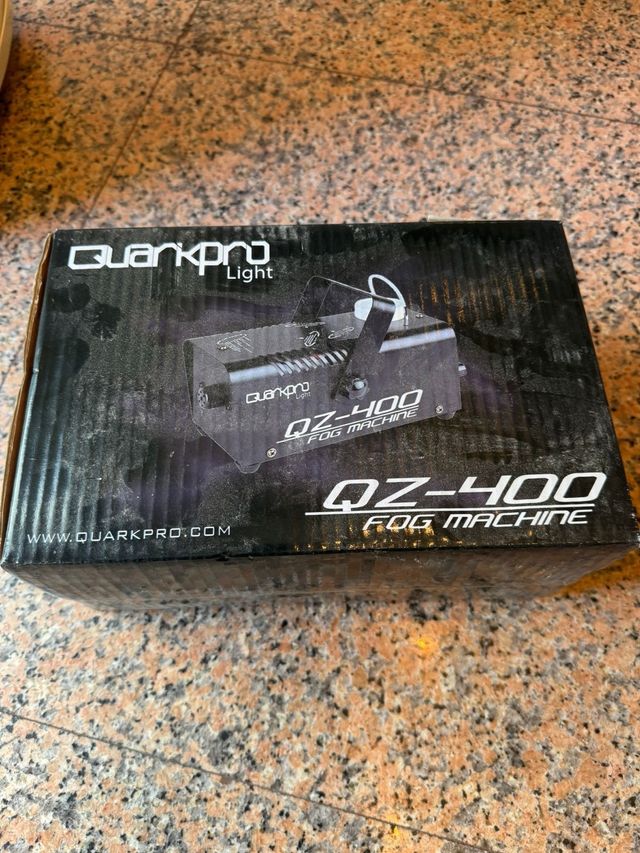 Quarkpro
Light
Quarkpro
Light
QZ-400
FOG MACHINE
QZ-400
FOG MACHINE
WWW.QUARKPRO.COM